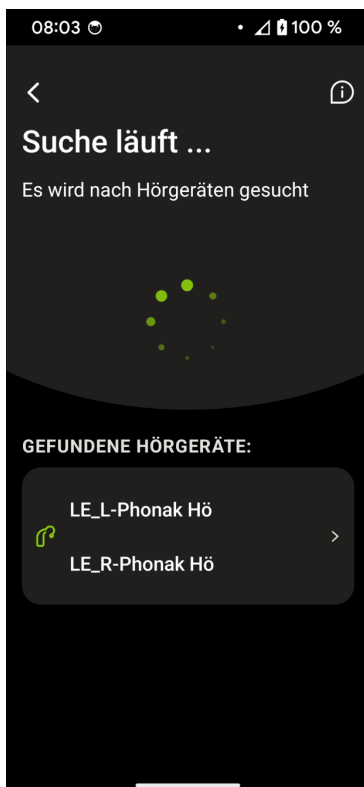 08:03 100 %
Suche läuft ...
Es wird nach Hörgeräten gesucht
GEFUNDENE HÖRGERÄTE:
LE_L-Phonak Hö
LE_R-Phonak Hö